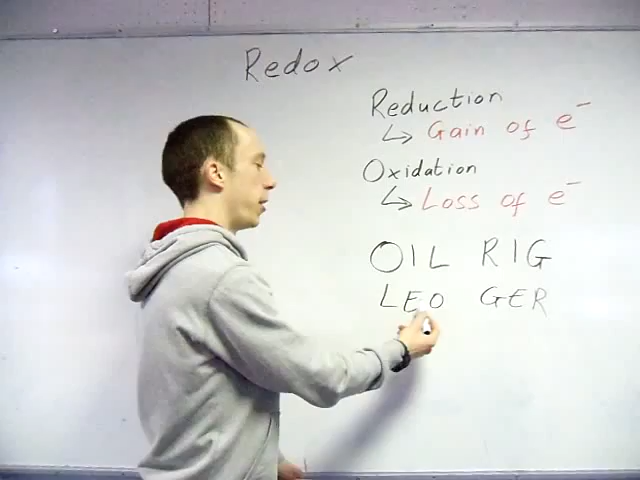 Redox
Reduction
↳ Gain of e⁻
Oxidation
↳ Loss of e⁻
OIL RIG
LEO GER